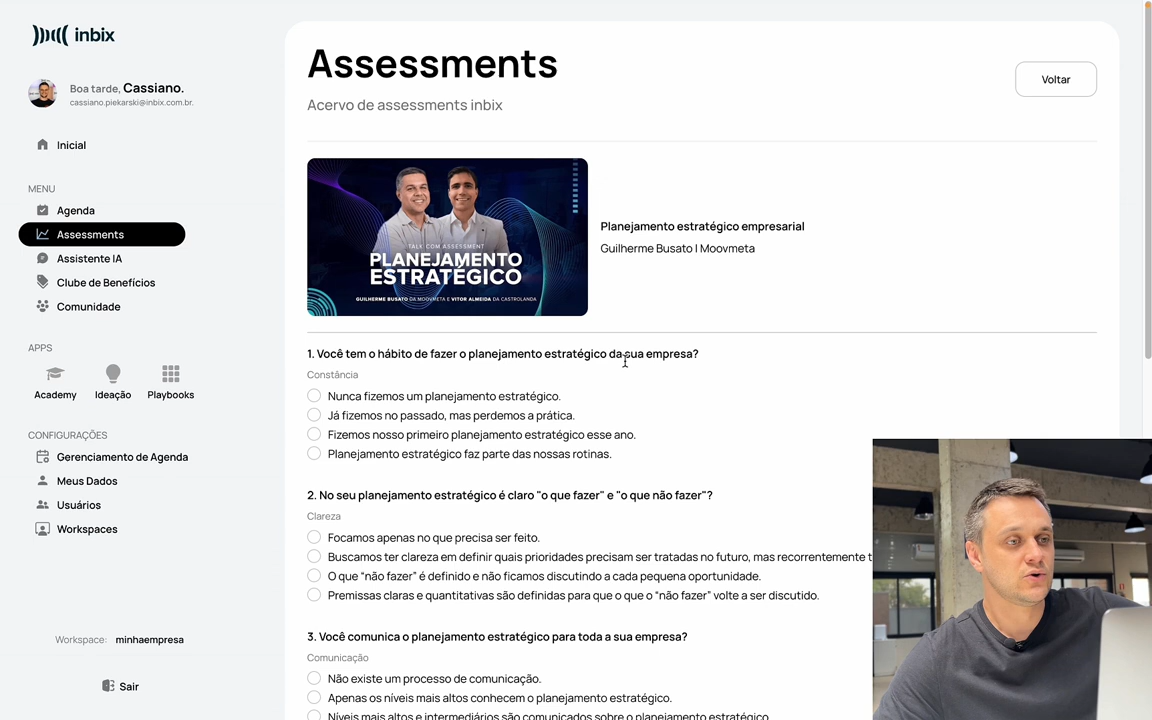 inbix
Boa tarde, Cassiano.
cassiano.piekarski@inbix.com.br.
Inicial
MENU
Agenda
Assessments
Assistente IA
Clube de Benefícios
Comunidade
APPS
Academy
Ideação
Playbooks
CONFIGURAÇÕES
Gerenciamento de Agenda
Meus Dados
Usuários
Workspaces
Workspace: minhaempresa
Sair
Assessments
Acervo de assessments inbix
Voltar
TALK COM ASSESSMENT
PLANEJAMENTO
ESTRATÉGICO
GUILHERME BUSATO DA MOOVMETA E VITOR ALMEIDA DA CASTROLANDA
Planejamento estratégico empresarial
Guilherme Busato | Moovmeta
1. Você tem o hábito de fazer o planejamento estratégico da sua empresa?
Constância
Nunca fizemos um planejamento estratégico.
Já fizemos no passado, mas perdemos a prática.
Fizemos nosso primeiro planejamento estratégico esse ano.
Planejamento estratégico faz parte das nossas rotinas.
2. No seu planejamento estratégico é claro "o que fazer" e "o que não fazer"?
Clareza
Focamos apenas no que precisa ser feito.
Buscamos ter clareza em definir quais prioridades precisam ser tratadas no futuro, mas recorrentemente
O que “não fazer” é definido e não ficamos discutindo a cada pequena oportunidade.
Premissas claras e quantitativas são definidas para que o que o “não fazer” volte a ser discutido.
3. Você comunica o planejamento estratégico para toda a sua empresa?
Comunicação
Não existe um processo de comunicação.
Apenas os níveis mais altos conhecem o planejamento estratégico.
Níveis mais altos e intermediários são comunicados sobre o planejamento estratégico